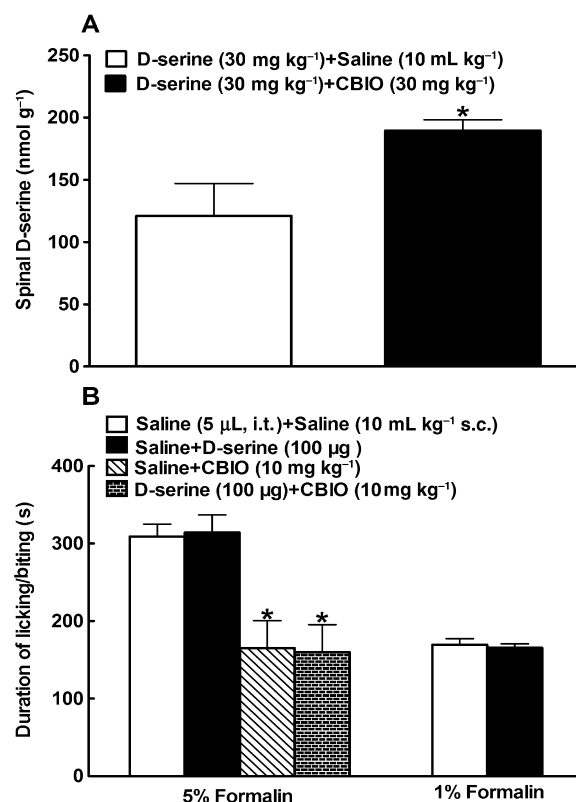 A
D-serine (30 mg kg⁻¹)+Saline (10 mL kg⁻¹)
D-serine (30 mg kg⁻¹)+CBIO (30 mg kg⁻¹)
Spinal D-serine (nmol g⁻¹)
250
200
150
100
50
0
*
B
Saline (5 µL, i.t.)+Saline (10 mL kg⁻¹ s.c.)
Saline+D-serine (100 µg )
Saline+CBIO (10 mg kg⁻¹)
D-serine (100 µg)+CBIO (10 mg kg⁻¹)
Duration of licking/biting (s)
400
300
200
100
0
* *
5% Formalin 1% Formalin